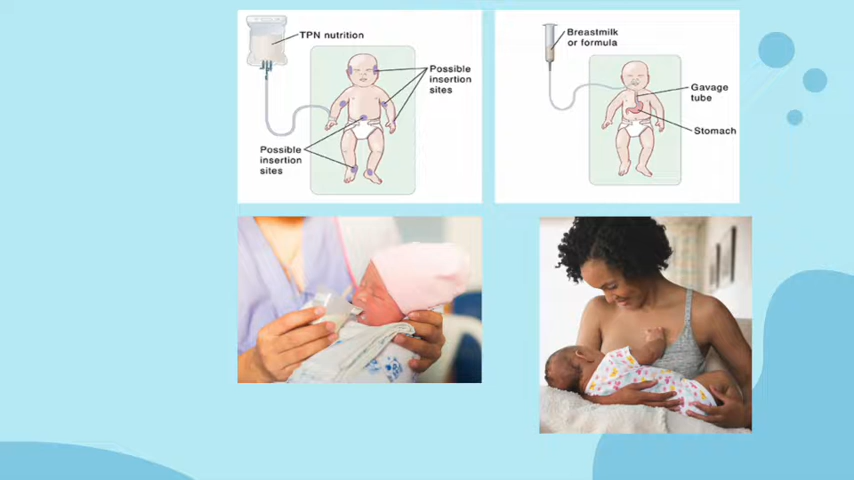 TPN nutrition
Possible
insertion
sites
Possible
insertion
sites
Breastmilk
or formula
Gavage
tube
Stomach